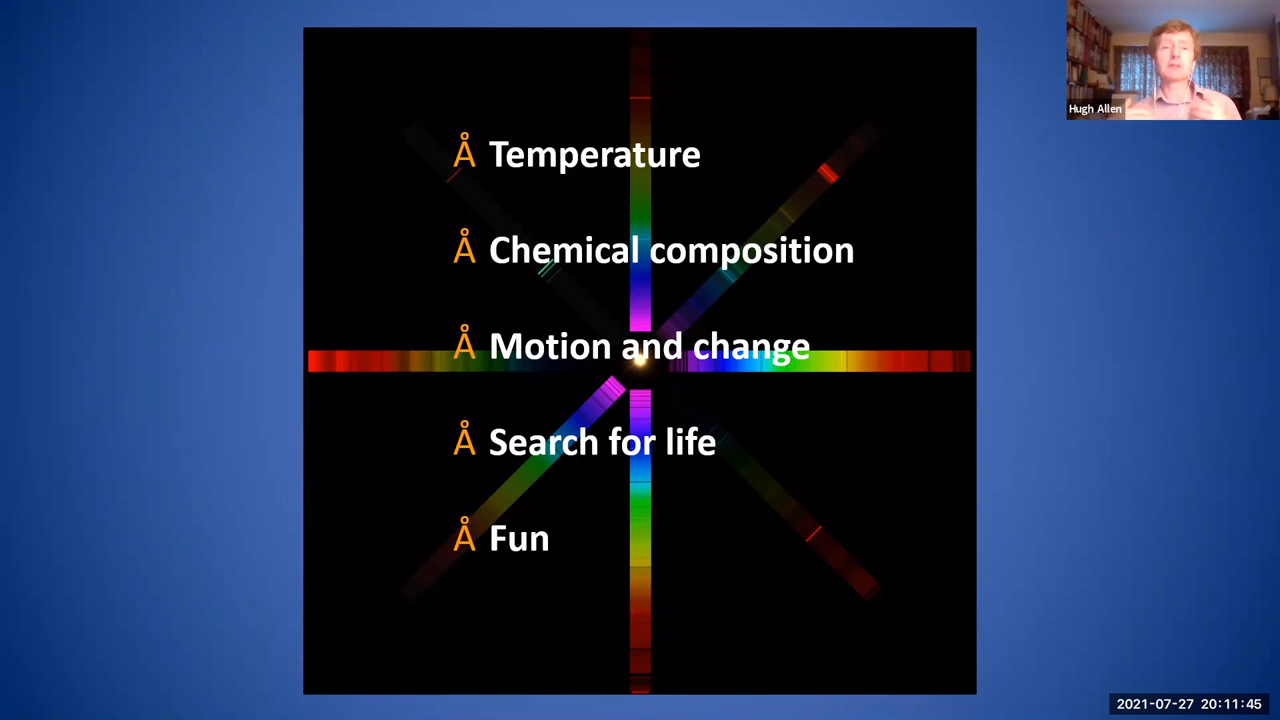 Å Temperature
Å Chemical composition
Å Motion and change
Å Search for life
Å Fun
Hugh Allen
2021-07-27 20:11:45